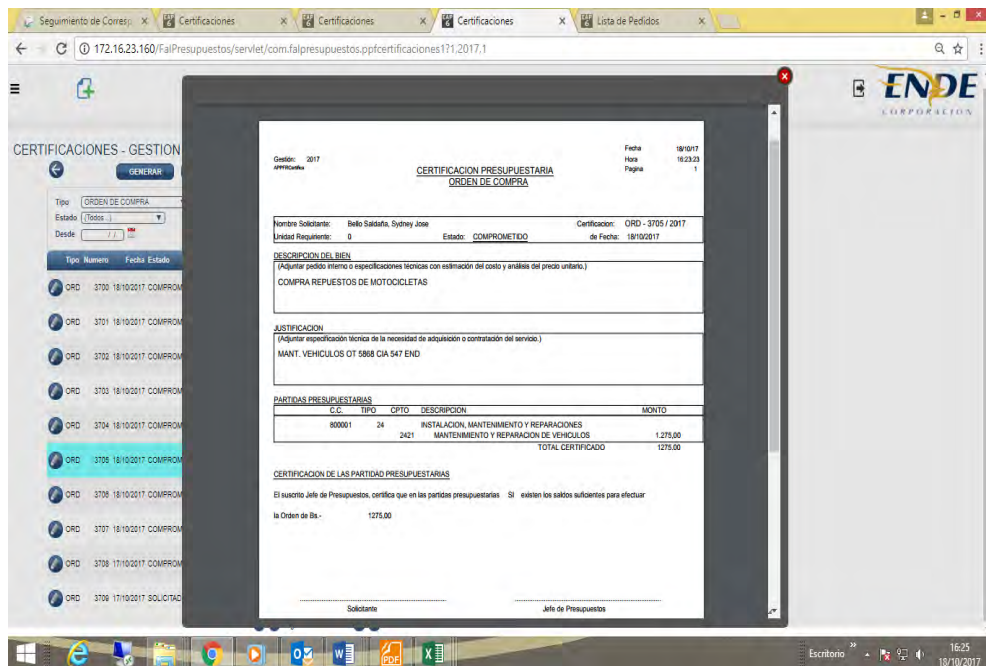 Seguimiento de Corresp
Certificaciones
Certificaciones
Certificaciones
Lista de Pedidos
172.16.23.160/FalPresupuestos/servlet/com.falpresupuestos.ppfcertificaciones1?1,2017,1
ENDE
CORPORACION
CERTIFICACIONES - GESTION
GENERAR
Tipo ORDEN DE COMPRA
Estado (Todos...)
Desde / /
Tipo Numero Fecha Estado
ORD 3700 18/10/2017 COMPROM
ORD 3701 18/10/2017 COMPROM
ORD 3702 18/10/2017 COMPROM
ORD 3703 18/10/2017 COMPROM
ORD 3704 18/10/2017 COMPROM
ORD 3705 18/10/2017 COMPROM
ORD 3706 18/10/2017 COMPROM
ORD 3707 18/10/2017 COMPROM
ORD 3708 17/10/2017 COMPROM
ORD 3709 17/10/2017 SOLICITAD
Gestión: 2017
Fecha 18/10/17
Hora 16:23:23
Pagina 1
CERTIFICACION PRESUPUESTARIA
ORDEN DE COMPRA
Nombre Solicitante: Bello Saldaña, Sydney Jose Certificacion: ORD - 3705 / 2017
Unidad Requiriente: 0 Estado: COMPROMETIDO de Fecha: 18/10/2017
DESCRIPCION DEL BIEN
(Adjuntar pedido interno o especificaciones técnicas con estimación del costo y análisis del precio unitario.)
COMPRA REPUESTOS DE MOTOCICLETAS
JUSTIFICACION
(Adjuntar especificación técnica de la necesidad de adquisición o contratación del servicio.)
MANT. VEHICULOS OT 5868 CIA 547 END
PARTIDAS PRESUPUESTARIAS
C.C. TIPO CPTO DESCRIPCION MONTO
800001 24 INSTALACION, MANTENIMIENTO Y REPARACIONES
2421 MANTENIMIENTO Y REPARACION DE VEHICULOS 1.275,00
TOTAL CERTIFICADO 1275.00
CERTIFICACION DE LAS PARTIDAD PRESUPUESTARIAS
El suscrito Jefe de Presupuestos, certifica que en las partidas presupuestarias SI existen los saldos suficientes para efectuar
la Orden de Bs.- 1275,00
Solicitante
Jefe de Presupuestos
Escritorio
16:25
18/10/2017